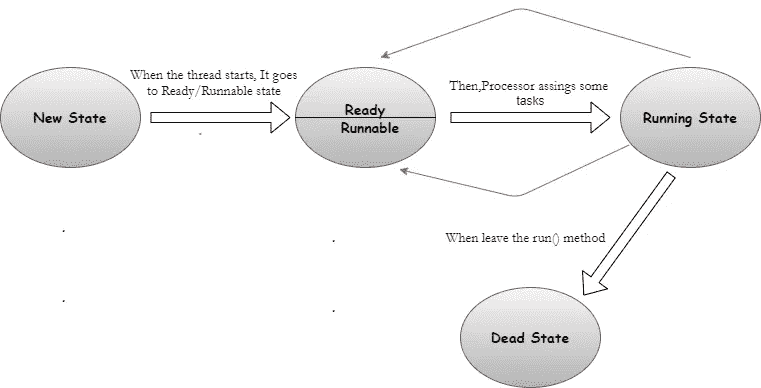 When the thread starts, It goes
to Ready/Runnable state
Then,Processor assings some
tasks
New State
Ready
Runnable
Running State
When leave the run() method
Dead State